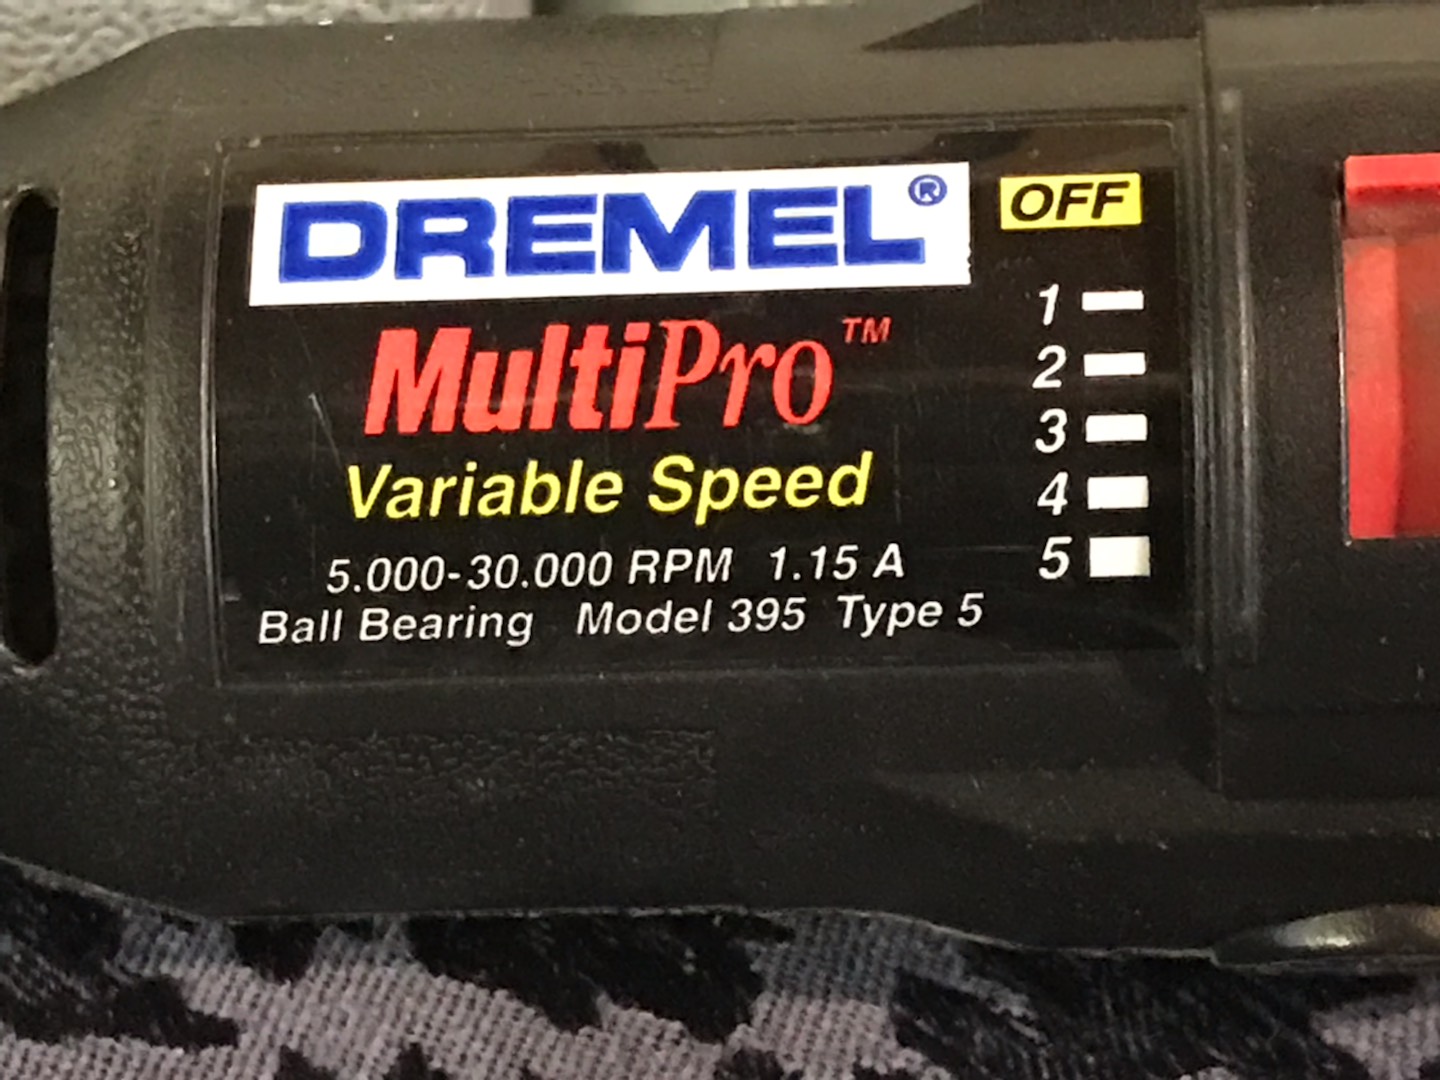 DREMEL®
OFF
MultiPro™
Variable Speed
5.000-30.000 RPM 1.15 A
Ball Bearing Model 395 Type 5
1
2
3
4
5